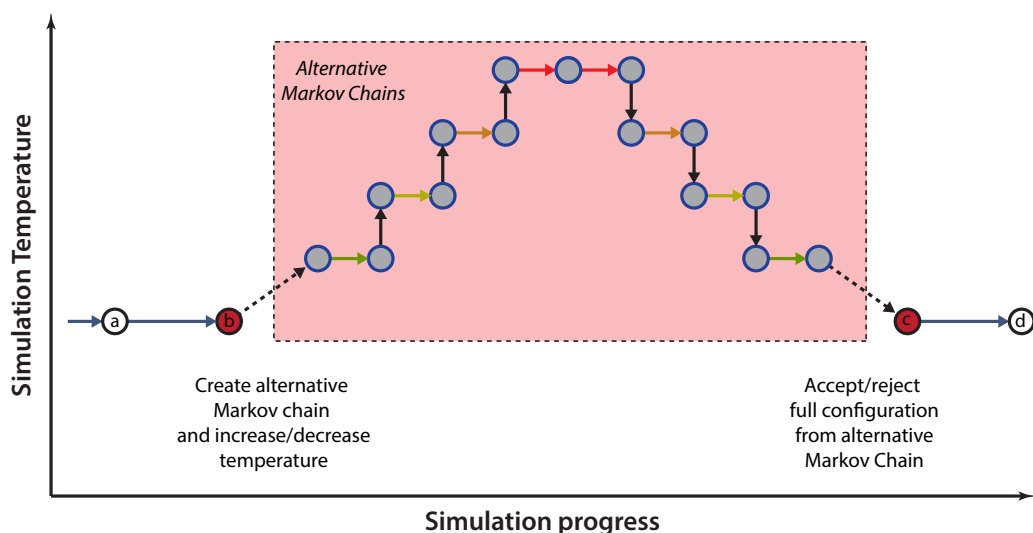 Alternative
Markov Chains
Simulation Temperature
a
b
c
d
Create alternative
Markov chain
and increase/decrease
temperature
Accept/reject
full configuration
from alternative
Markov Chain
Simulation progress